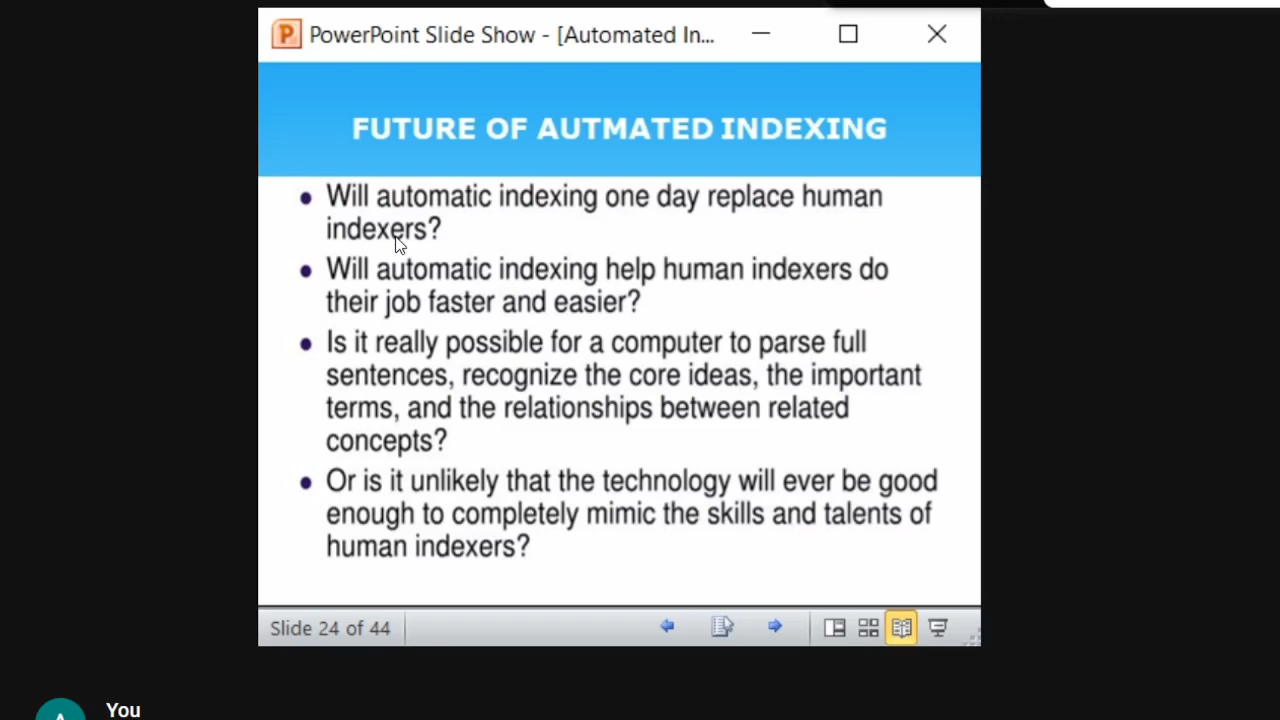 PowerPoint Slide Show - [Automated In...
FUTURE OF AUTMATED INDEXING
• Will automatic indexing one day replace human
indexers?
• Will automatic indexing help human indexers do
their job faster and easier?
• Is it really possible for a computer to parse full
sentences, recognize the core ideas, the important
terms, and the relationships between related
concepts?
• Or is it unlikely that the technology will ever be good
enough to completely mimic the skills and talents of
human indexers?
Slide 24 of 44
A
You